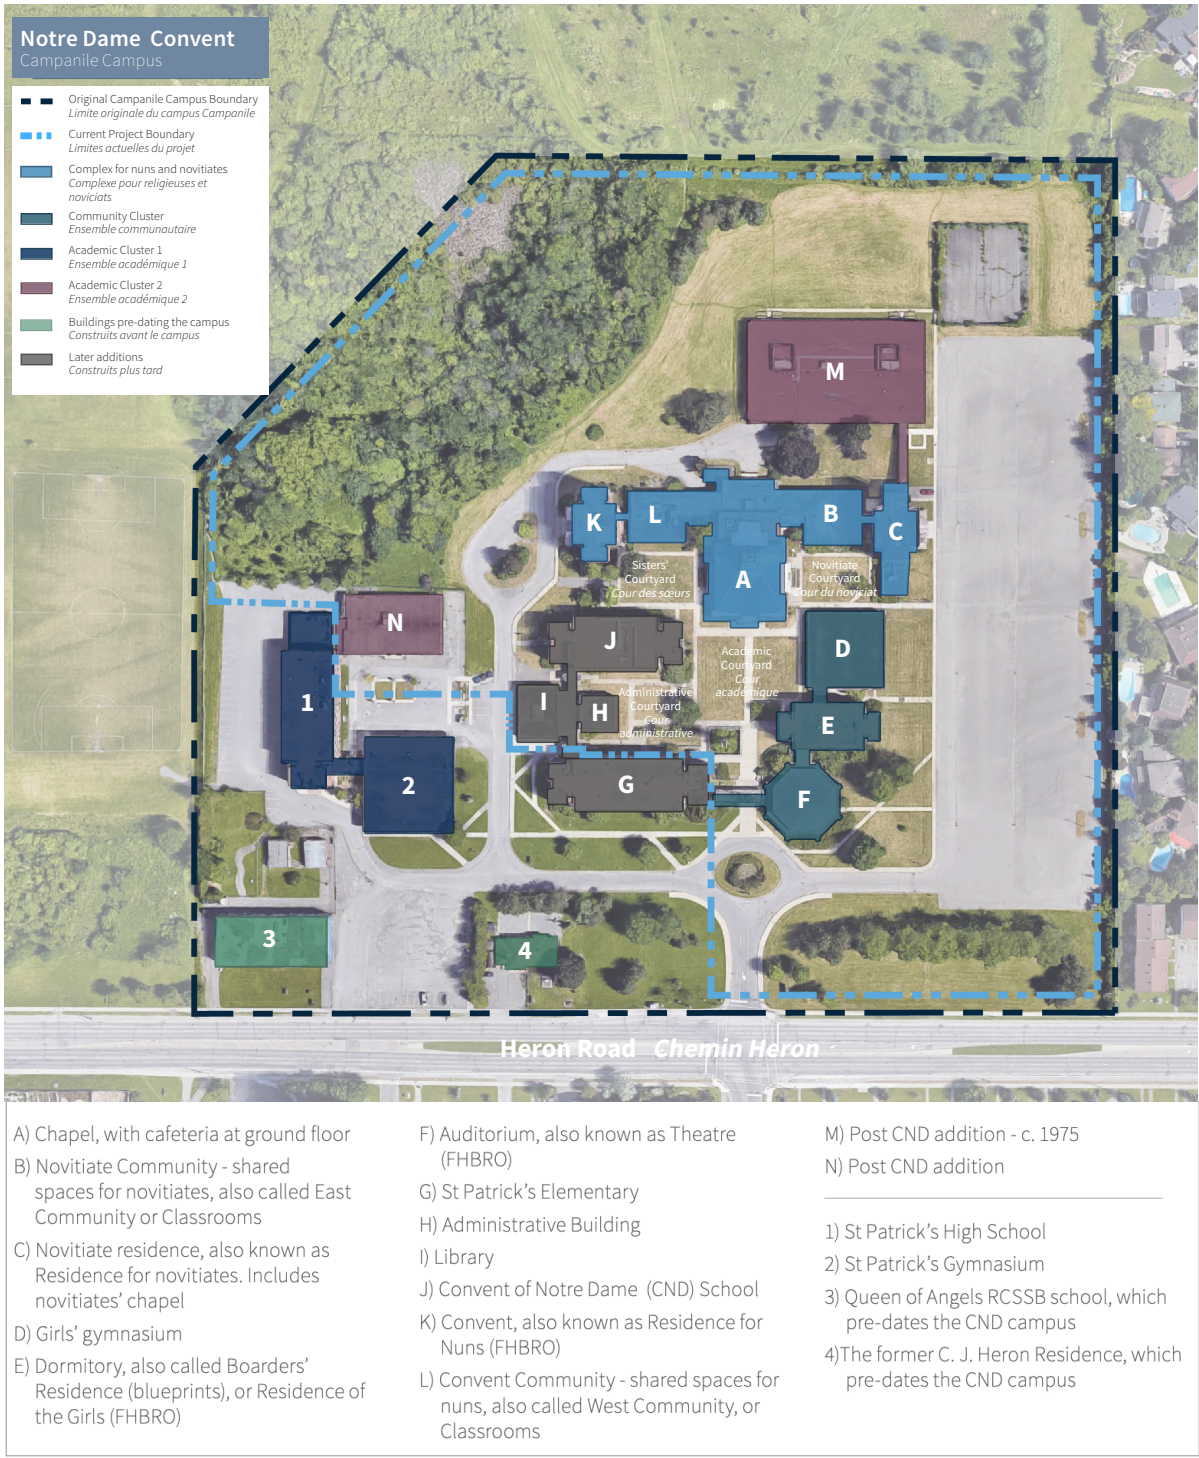 Notre Dame  Convent
Campanile Campus
Original Campanile Campus Boundary
Limite originale du campus Campanile
Current Project Boundary
Limites actuelles du projet
Complex for nuns and novitiates
Complexe pour religieuses et
noviciats
Community Cluster
Ensemble communautaire
Academic Cluster 1
Ensemble académique 1
Academic Cluster 2
Ensemble académique 2
Buildings pre-dating the campus
Construits avant le campus
Later additions
Construits plus tard
M
K
L
B
C
A
Sisters'
Courtyard
Cour des sœurs
Novitiate
Courtyard
Cour du noviciat
N
J
D
Academic
Courtyard
Cour
académique
1
I
H
Administrative
Courtyard
Cour
administrative
E
2
G
F
3
4
Heron Road   Chemin Heron
A) Chapel, with cafeteria at ground floor
B) Novitiate Community - shared
spaces for novitiates, also called East
Community or Classrooms
C) Novitiate residence, also known as
Residence for novitiates. Includes
novitiates' chapel
D) Girls' gymnasium
E) Dormitory, also called Boarders'
Residence (blueprints), or Residence of
the Girls (FHBRO)
F) Auditorium, also known as Theatre
(FHBRO)
G) St Patrick's Elementary
H) Administrative Building
I) Library
J) Convent of Notre Dame  (CND) School
K) Convent, also known as Residence for
Nuns (FHBRO)
L) Convent Community - shared spaces for
nuns, also called West Community, or
Classrooms
M) Post CND addition - c. 1975
N) Post CND addition
1) St Patrick's High School
2) St Patrick's Gymnasium
3) Queen of Angels RCSSB school, which
pre-dates the CND campus
4)The former C. J. Heron Residence, which
pre-dates the CND campus